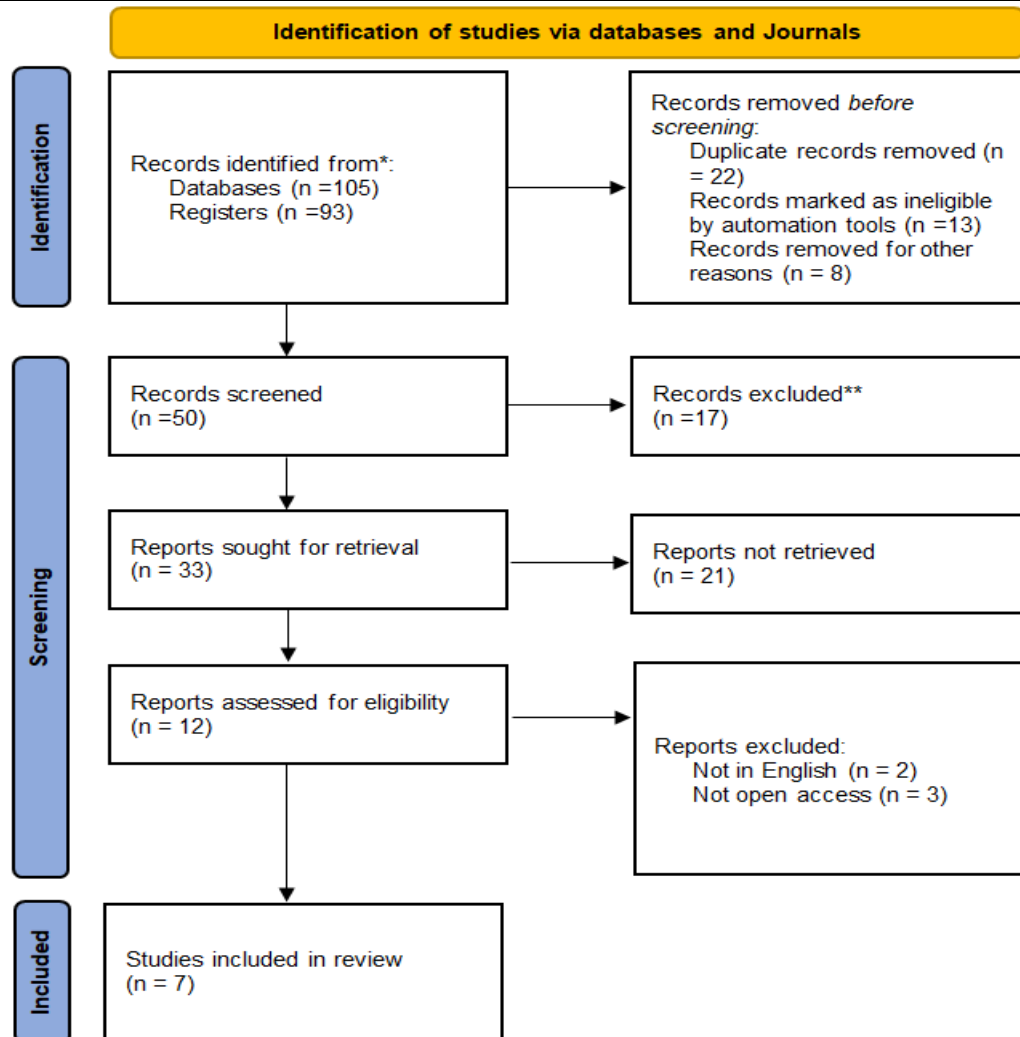 Identification of studies via databases and Journals
Identification
Records identified from*:
Databases (n =105)
Registers (n =93)
Records removed before
screening:
Duplicate records removed (n
= 22)
Records marked as ineligible
by automation tools (n =13)
Records removed for other
reasons (n = 8)
Screening
Records screened
(n =50)
Records excluded**
(n =17)
Reports sought for retrieval
(n = 33)
Reports not retrieved
(n = 21)
Reports assessed for eligibility
(n = 12)
Reports excluded:
Not in English (n = 2)
Not open access (n = 3)
Included
Studies included in review
(n = 7)